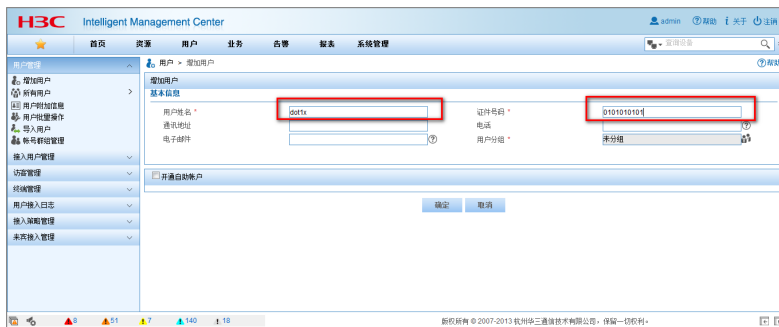 H3C Intelligent Management Center admin 帮助 i 关于 注销
首页 资源 用户 业务 告警 报表 系统管理 查询设备
用户管理 用户 > 增加用户 帮助
增加用户 增加用户
所有用户 基本信息
用户附加信息 用户姓名 * dot1x 证件号码 * 0101010101
用户批量操作 通讯地址 电话
导入用户 电子邮件 用户分组 * 未分组
帐号群组管理
接入用户管理
访客管理 开通自助帐户
终端管理
用户接入日志 确定 取消
接入策略管理
来宾接入管理
8 51 7 140 18 版权所有 © 2007-2013 杭州华三通信技术有限公司,保留一切权利。